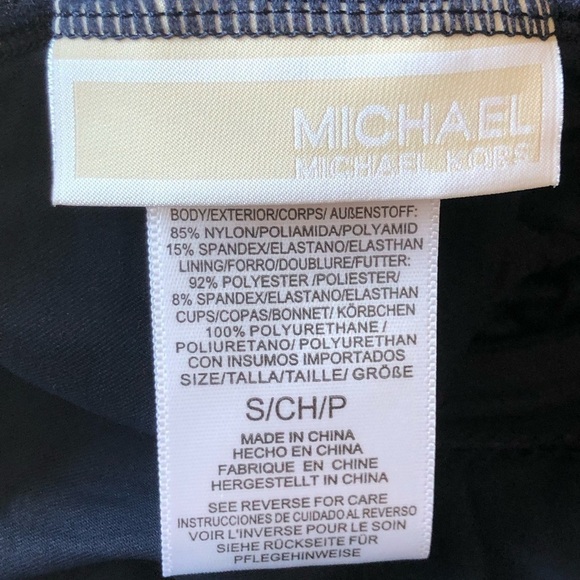 MICHAEL
MICHAEL KORS
BODY/EXTERIOR/CORPS/ AUßENSTOFF:
85% NYLON/POLIAMIDA/POLYAMID
15% SPANDEX/ELASTANO/ELASTHAN
LINING/FORRO/DOUBLURE/FUTTER:
92% POLYESTER /POLIESTER/
8% SPANDEX/ELASTANO/ELASTHAN
CUPS/COPAS/BONNET/ KÖRBCHEN
100% POLYURETHANE /
POLIURETANO/ POLYURETHAN
CON INSUMOS IMPORTADOS
SIZE/TALLA/TAILLE/ GRÖßE
S/CH/P
MADE IN CHINA
HECHO EN CHINA
FABRIQUE EN CHINE
HERGESTELLT IN CHINA
SEE REVERSE FOR CARE
INSTRUCCIONES DE CUIDADO AL REVERSO
VOIR L'INVERSE POUR LE SOIN
SIEHE RÜCKSEITE FÜR
PFLEGEHINWEISE